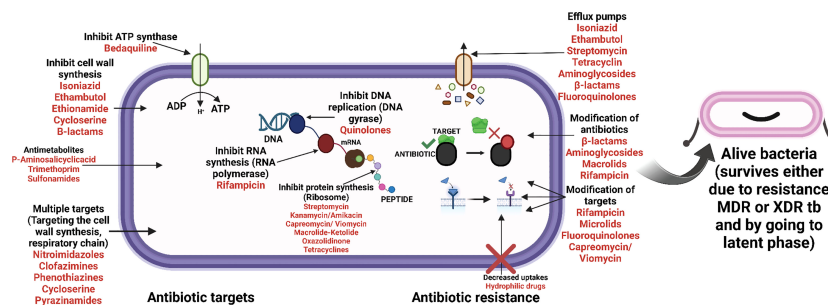 Inhibit ATP synthase
Bedaquiline
Inhibit cell wall
synthesis
Isoniazid
Ethambutol
Ethionamide
Cycloserine
B-lactams
Antimetabolites
P-Aminosalicyclicacid
Trimethoprim
Sulfonamides
Multiple targets
(Targeting the cell
wall synthesis,
respiratory chain)
Nitroimidazoles
Clofazimines
Phenothiazines
Cycloserine
Pyrazinamides
ADP
H+
ATP
DNA
Inhibit DNA
replication (DNA
gyrase)
Quinolones
mRNA
Inhibit RNA
synthesis (RNA
polymerase)
Rifampicin
Inhibit protein synthesis
(Ribosome)
Streptomycin
Kanamycin/Amikacin
Capreomycin/ Viomycin
Macrolide-Ketolide
Oxazolidinone
Tetracyclines
PEPTIDE
TARGET
ANTIBIOTIC
Efflux pumps
Isoniazid
Ethambutol
Streptomycin
Tetracyclin
Aminoglycosides
β-lactams
Fluoroquinolones
Modification of
antibiotics
β-lactams
Aminoglycosides
Macrolids
Rifampicin
Modification of
targets
Rifampicin
Microlids
Fluoroquinolones
Capreomycin/
Viomycin
Decreased uptakes
Hydrophilic drugs
Antibiotic targets
Antibiotic resistance
Alive bacteria
(survives either
due to resistance
MDR or XDR tb
and by going to
latent phase)